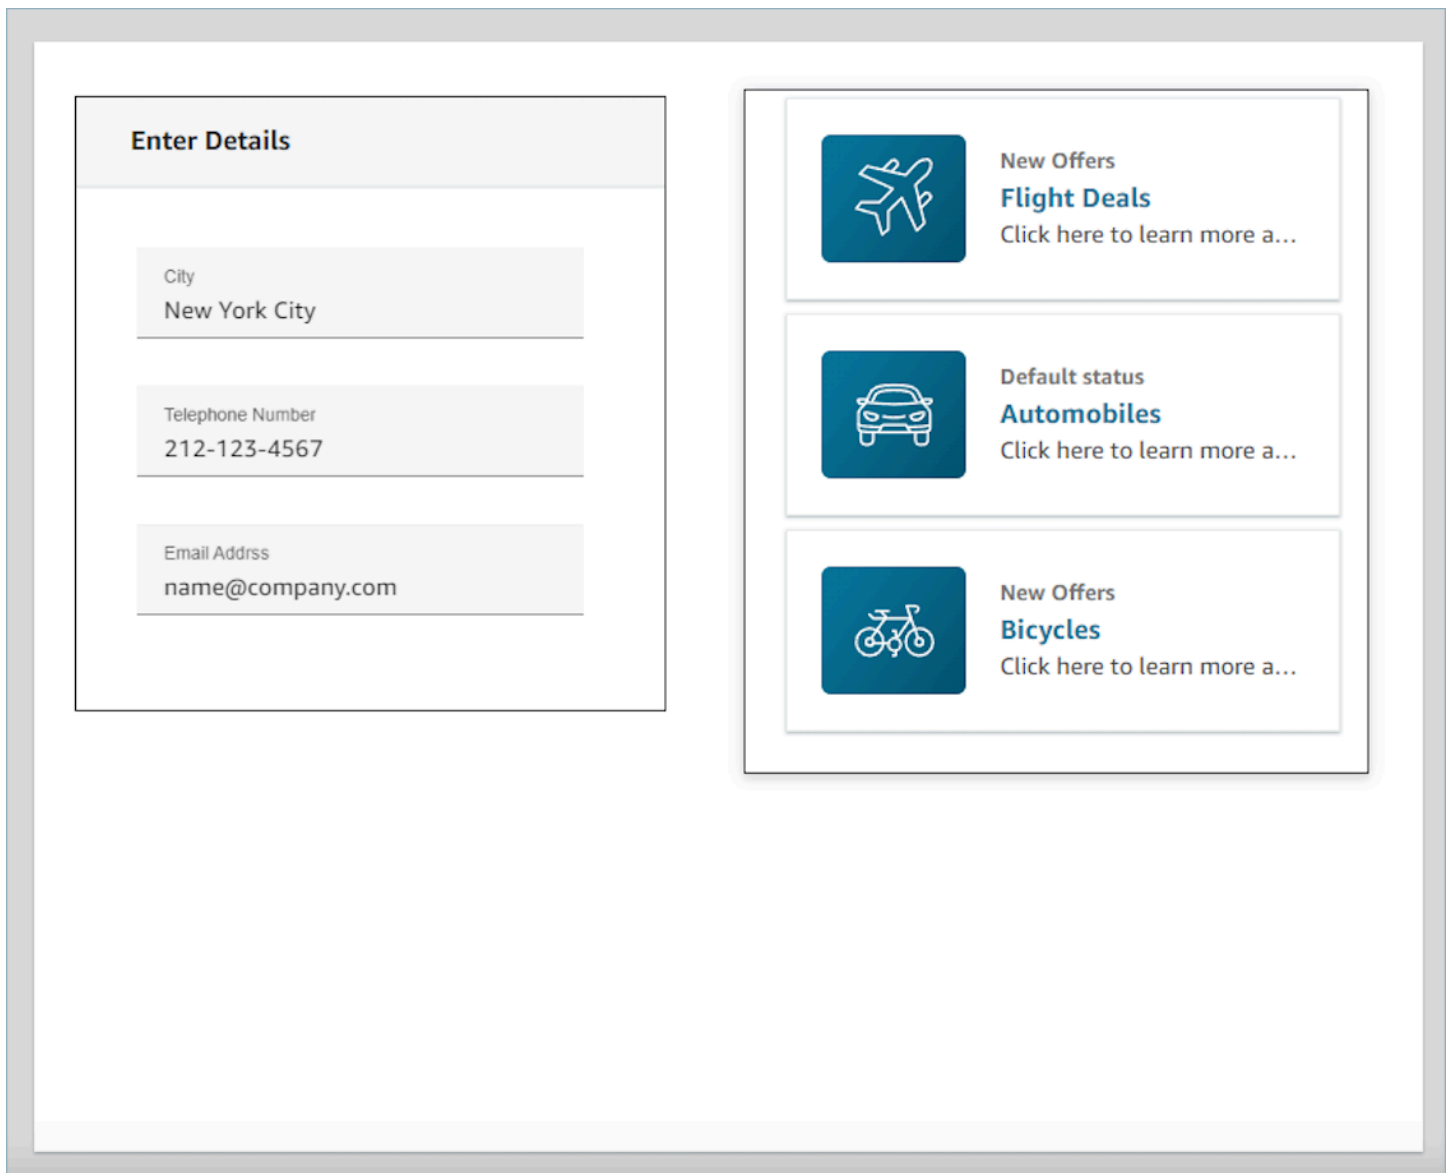 Enter Details
City
New York City
Telephone Number
212-123-4567
Email Addrss
name@company.com
New Offers
Flight Deals
Click here to learn more a...
Default status
Automobiles
Click here to learn more a...
New Offers
Bicycles
Click here to learn more a...